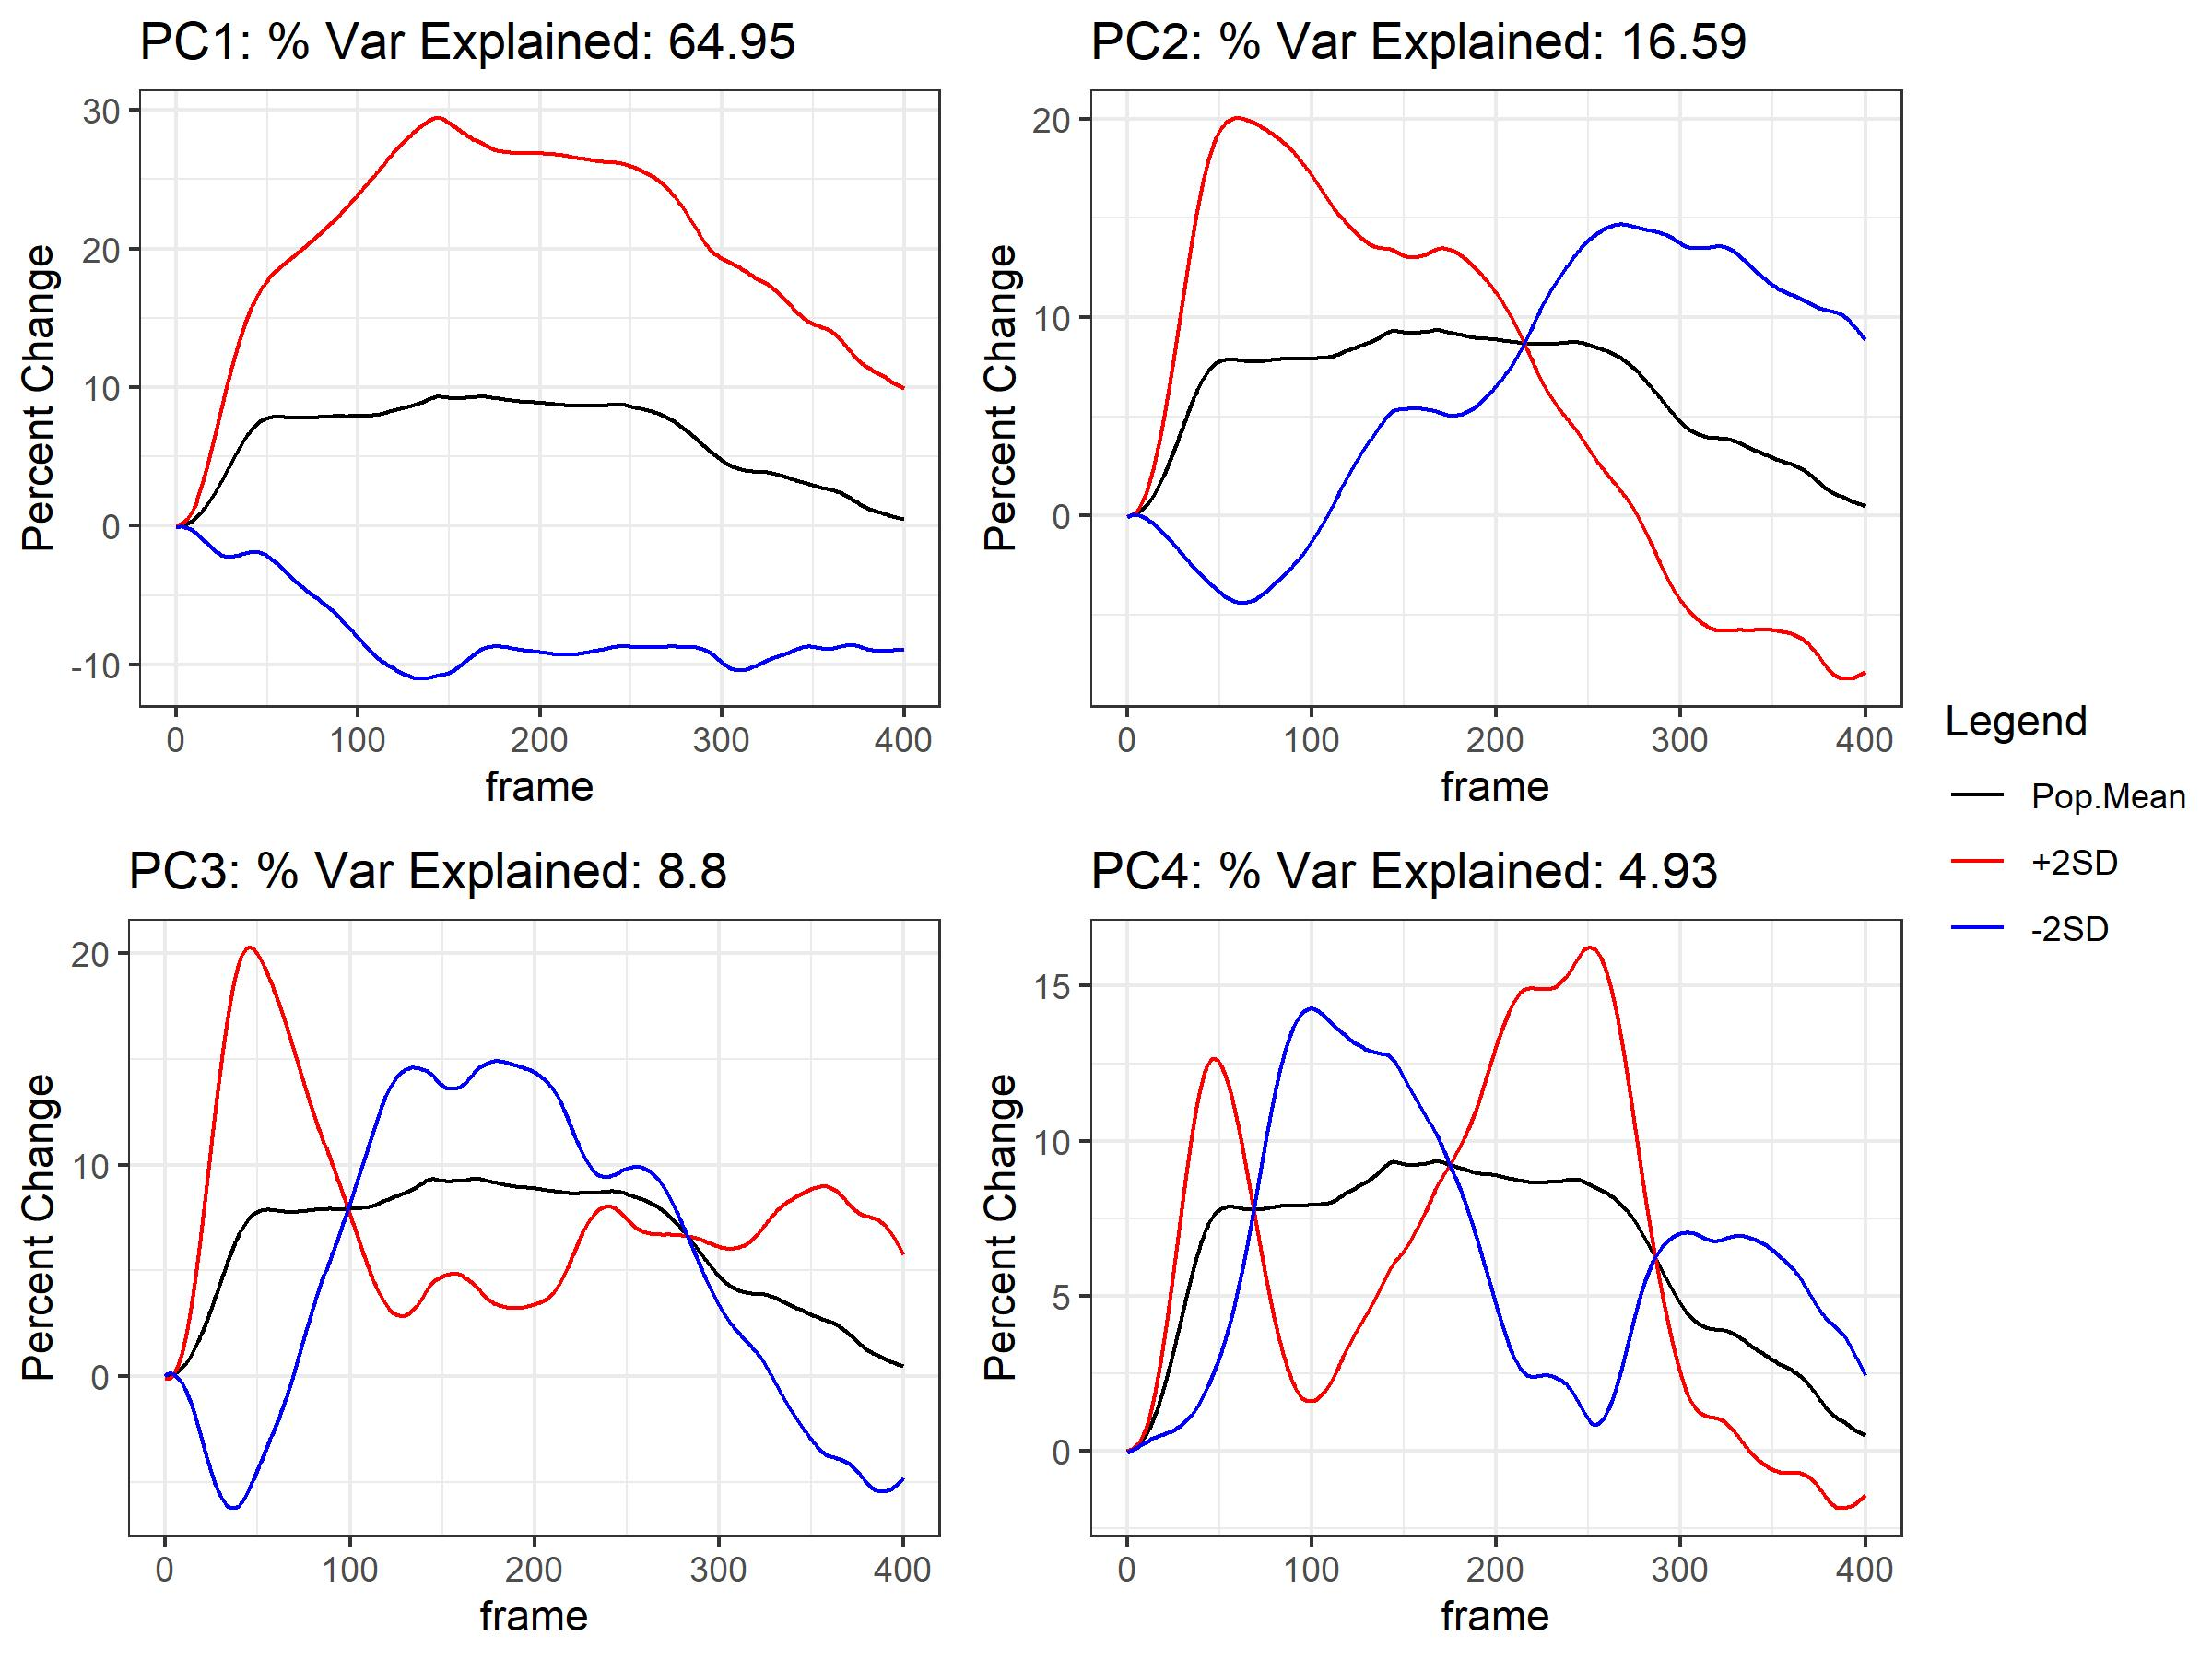 PC1: % Var Explained: 64.95
30
20
10
0
-10
Percent Change
0 100 200 300 400
frame
PC2: % Var Explained: 16.59
20
10
0
Percent Change
0 100 200 300 400
frame
PC3: % Var Explained: 8.8
20
10
0
Percent Change
0 100 200 300 400
frame
PC4: % Var Explained: 4.93
15
10
5
0
Percent Change
0 100 200 300 400
frame
Legend
Pop.Mean
+2SD
-2SD